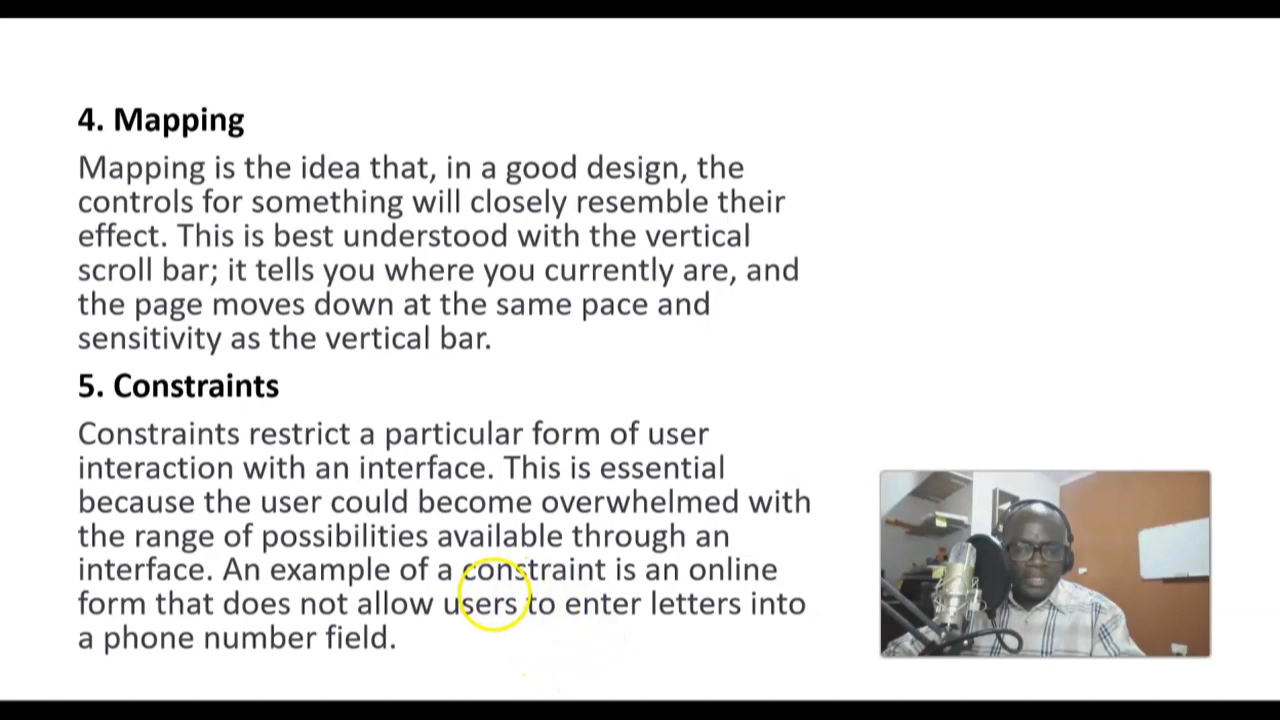 4. Mapping
Mapping is the idea that, in a good design, the
controls for something will closely resemble their
effect. This is best understood with the vertical
scroll bar; it tells you where you currently are, and
the page moves down at the same pace and
sensitivity as the vertical bar.
5. Constraints
Constraints restrict a particular form of user
interaction with an interface. This is essential
because the user could become overwhelmed with
the range of possibilities available through an
interface. An example of a constraint is an online
form that does not allow users to enter letters into
a phone number field.